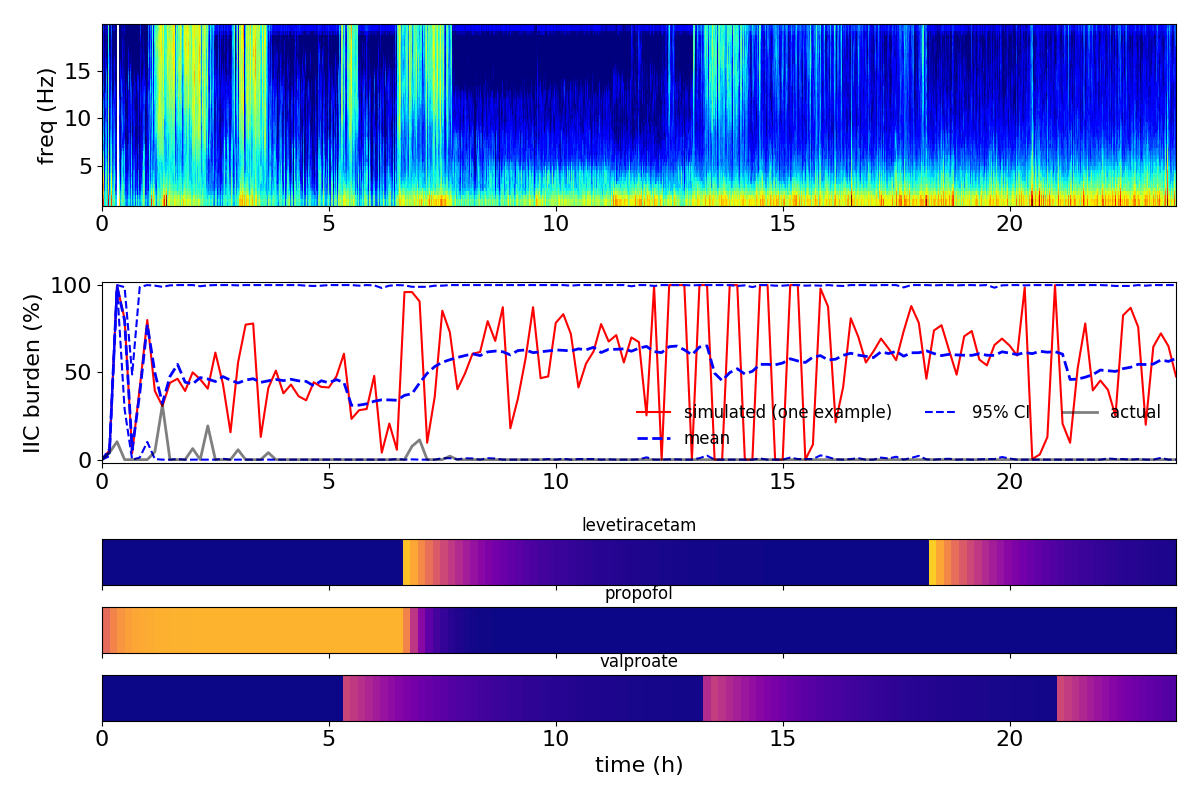 freq (Hz)
15
10
5
0 5 10 15 20
IIC burden (%)
100
50
0
simulated (one example) 95% CI actual
mean
0 5 10 15 20
levetiracetam
propofol
valproate
0 5 10 15 20
time (h)